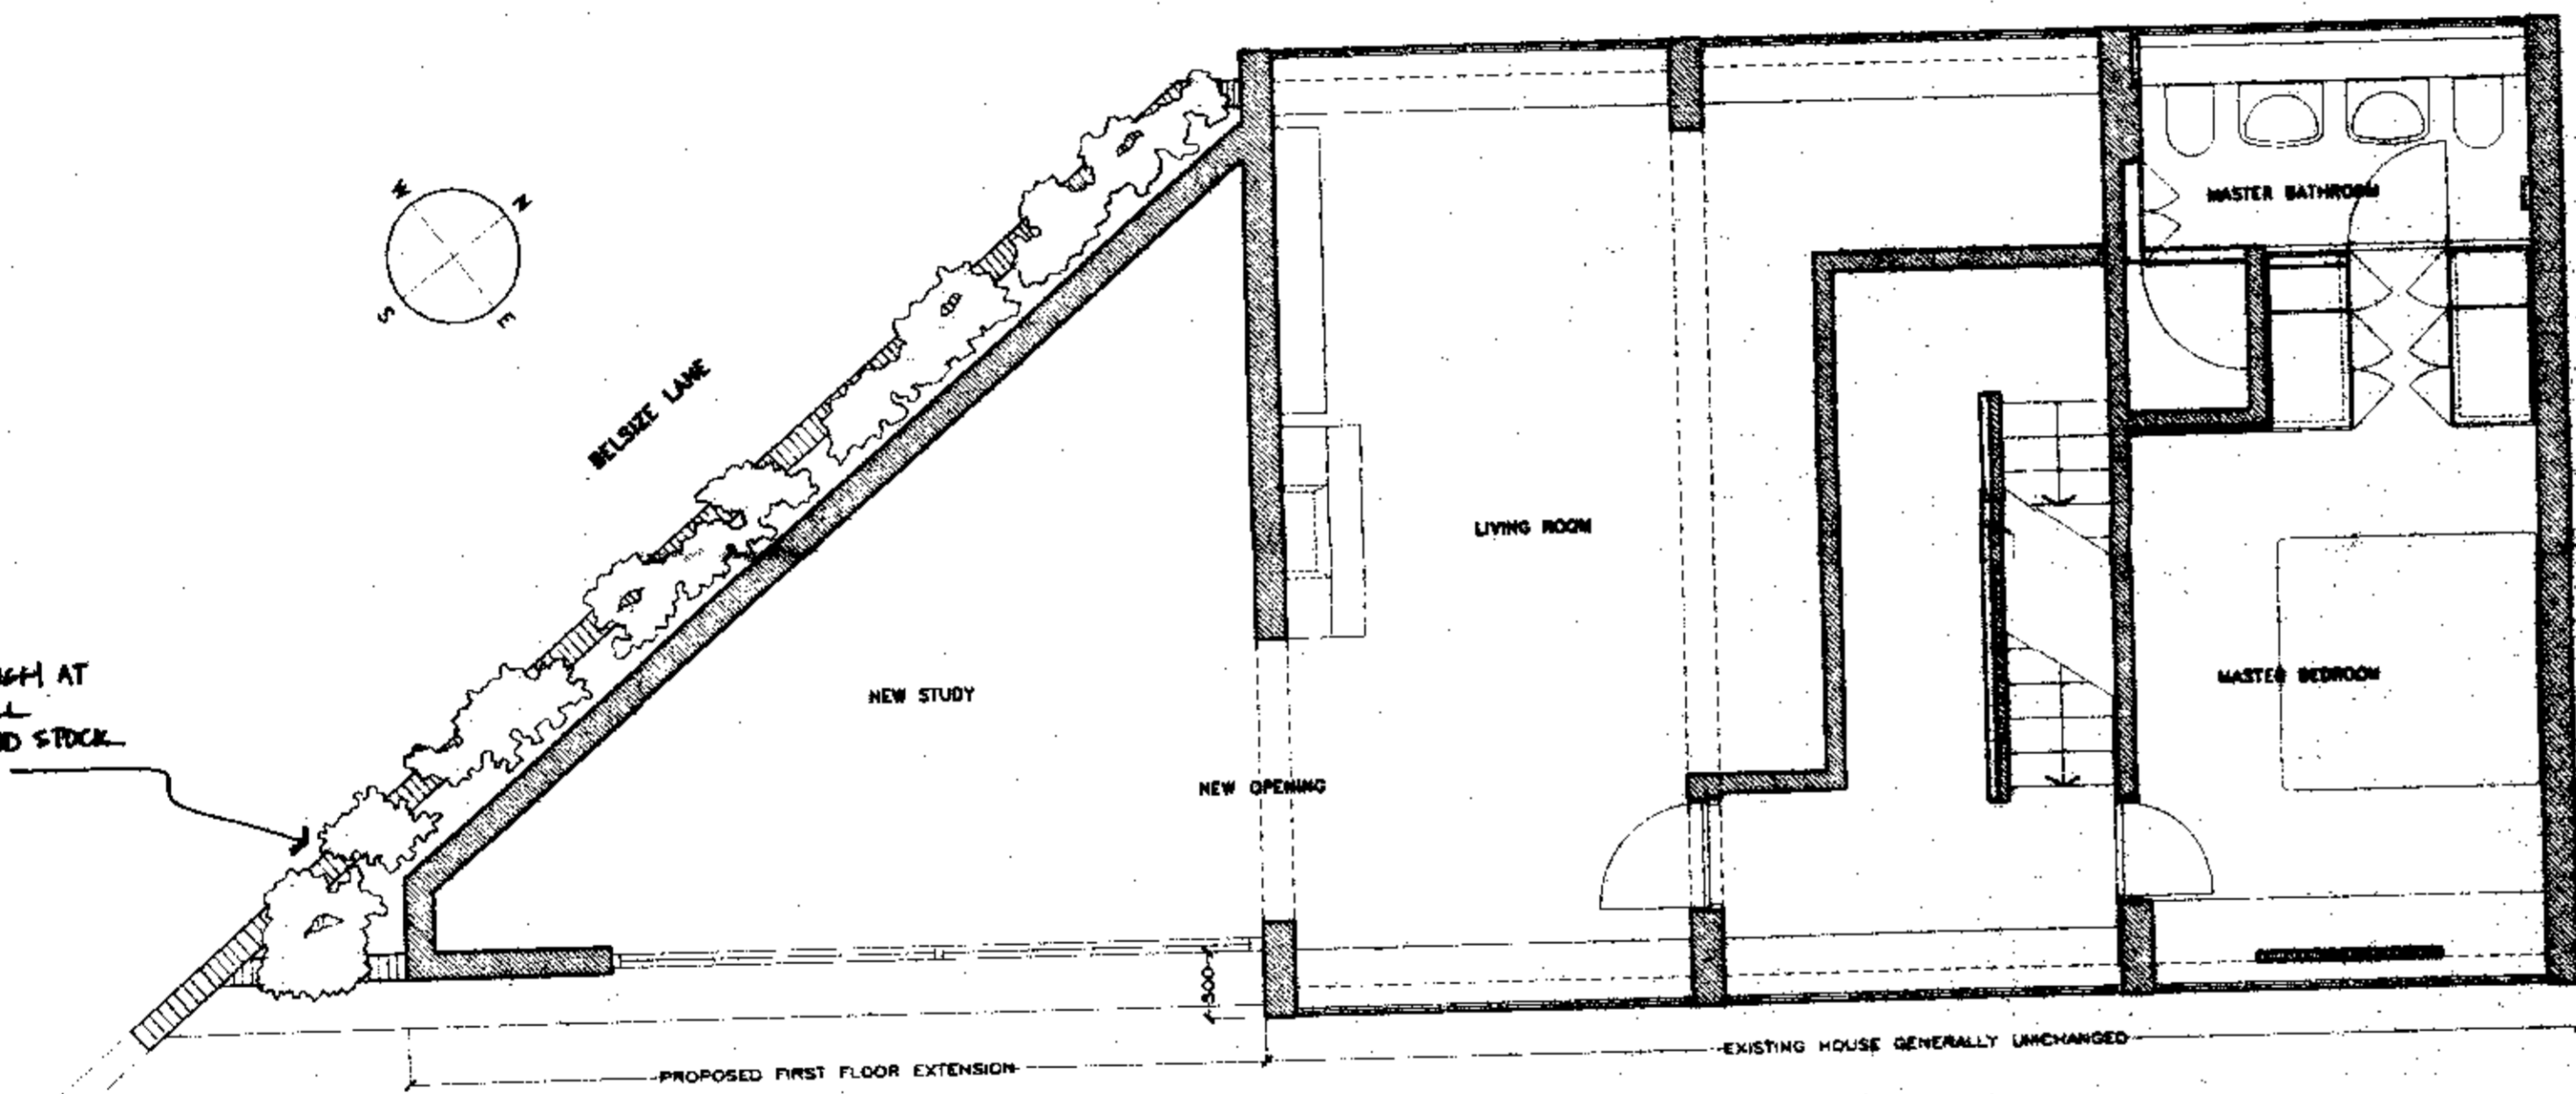 W
N
S
E
BELSIZE LANE
AT
STOCK
NEW STUDY
NEW OPENING
LIVING ROOM
MASTER BATHROOM
MASTER BEDROOM
500
PROPOSED FIRST FLOOR EXTENSION
EXISTING HOUSE GENERALLY UNCHANGED